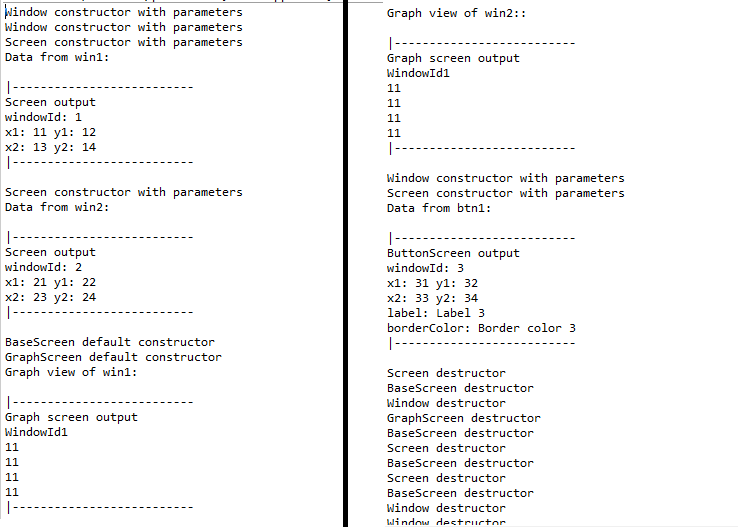 Window constructor with parameters
Window constructor with parameters
Screen constructor with parameters
Data from win1:
|--------------------------
Screen output
windowId: 1
x1: 11 y1: 12
x2: 13 y2: 14
|--------------------------
Screen constructor with parameters
Data from win2:
|--------------------------
Screen output
windowId: 2
x1: 21 y1: 22
x2: 23 y2: 24
|--------------------------
BaseScreen default constructor
GraphScreen default constructor
Graph view of win1:
|--------------------------
Graph screen output
WindowId1
11
11
11
11
|--------------------------
Graph view of win2::
|--------------------------
Graph screen output
WindowId1
11
11
11
11
|--------------------------
Window constructor with parameters
Screen constructor with parameters
Data from btn1:
|--------------------------
ButtonScreen output
windowId: 3
x1: 31 y1: 32
x2: 33 y2: 34
label: Label 3
borderColor: Border color 3
|--------------------------
Screen destructor
BaseScreen destructor
Window destructor
GraphScreen destructor
BaseScreen destructor
Screen destructor
BaseScreen destructor
Screen destructor
BaseScreen destructor
Window destructor
Window destructor